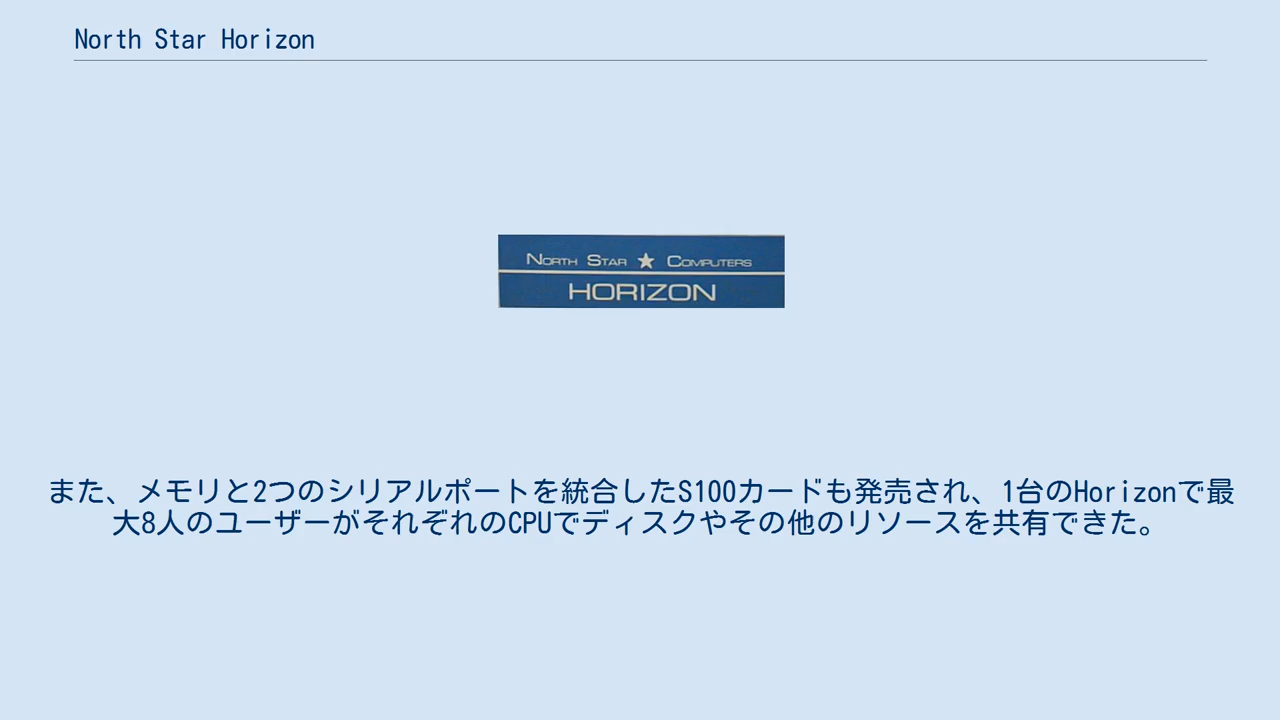 North Star Horizon
NORTH STAR ★ COMPUTERS
HORIZON
また、メモリと2つのシリアルポートを統合したS100カードも発売され、1台のHorizonで最
大8人のユーザーがそれぞれのCPUでディスクやその他のリソースを共有できた。